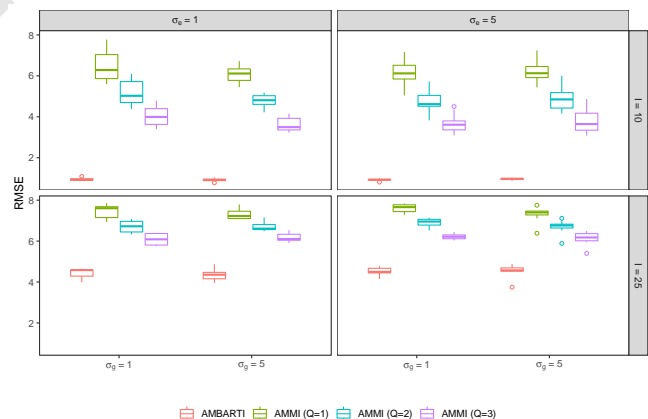 σe = 1
σe = 5
8
6
4
2
I = 10
RMSE
8
6
4
2
I = 25
σg = 1
σg = 5
σg = 1
σg = 5
AMBARTI AMMI (Q=1) AMMI (Q=2) AMMI (Q=3)